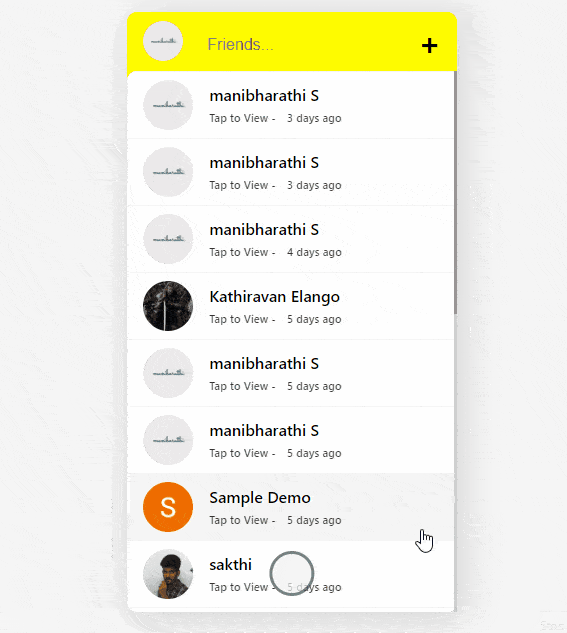 Friends...
+
manibharathi S
Tap to View - 3 days ago
manibharathi S
Tap to View - 3 days ago
manibharathi S
Tap to View - 4 days ago
Kathiravan Elango
Tap to View - 5 days ago
manibharathi S
Tap to View - 5 days ago
manibharathi S
Tap to View - 5 days ago
S
Sample Demo
Tap to View - 5 days ago
sakthi
Tap to View - 5 days ago